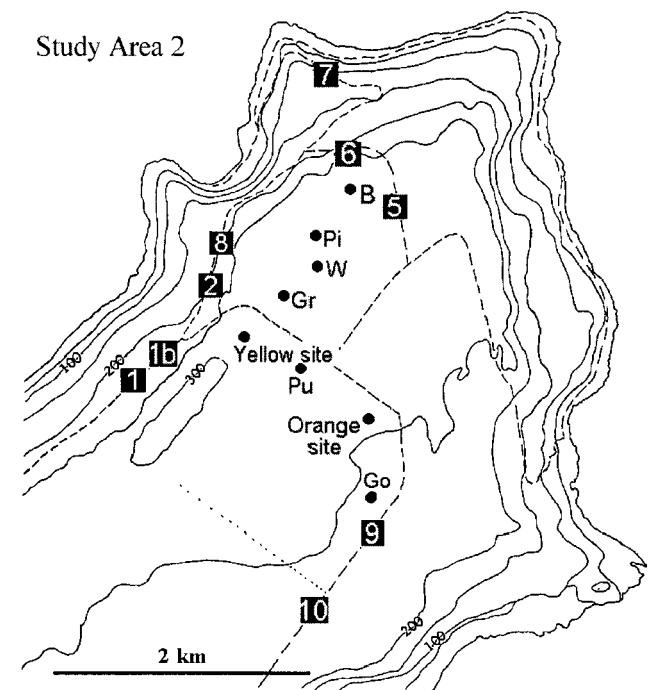 Study Area 2
7
6
B
5
8
Pi
W
2
Gr
1b
Yellow site
100
200
1
300
Pu
Orange
site
Go
9
10
200
100
2 km